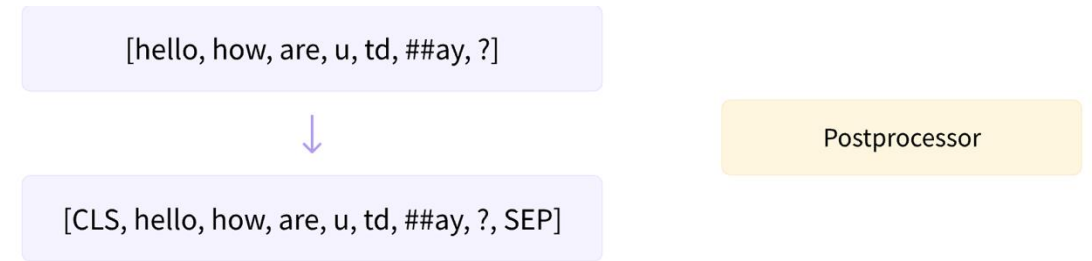 [hello, how, are, u, td, ##ay, ?]
Postprocessor
[CLS, hello, how, are, u, td, ##ay, ?, SEP]